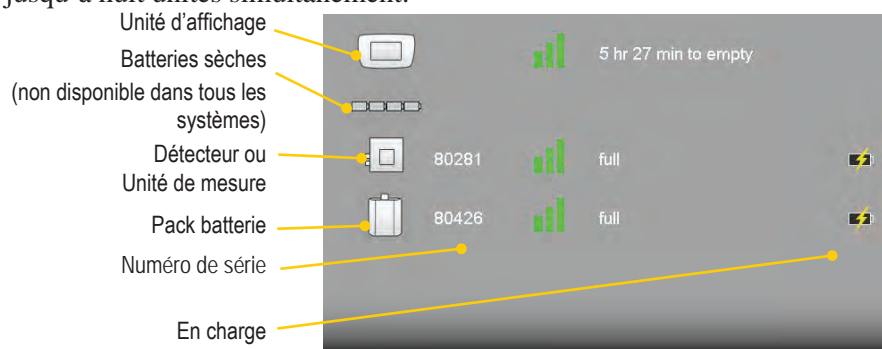 jusqu'à huit unités simultanément.
Unité d'affichage
5 hr 27 min to empty
Batteries sèches
(non disponible dans tous les
systèmes)
Détecteur ou
Unité de mesure
80281 full
Pack batterie
80426 full
Numéro de série
En charge